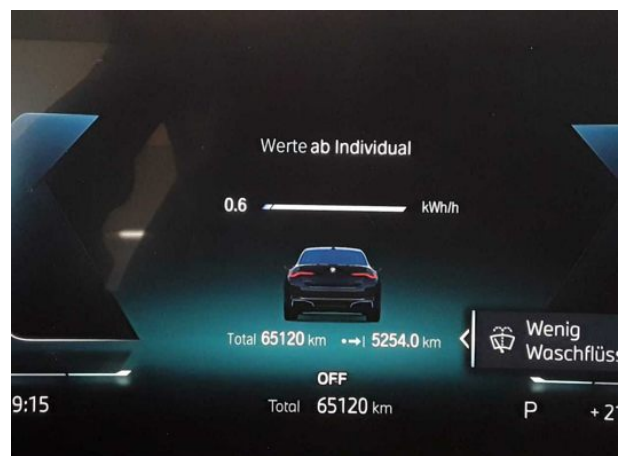 Werte ab Individual
0.6 kWh/h
Total 65120 km •→| 5254.0 km
Wenig
Waschflüss
OFF
9:15 Total 65120 km P + 21